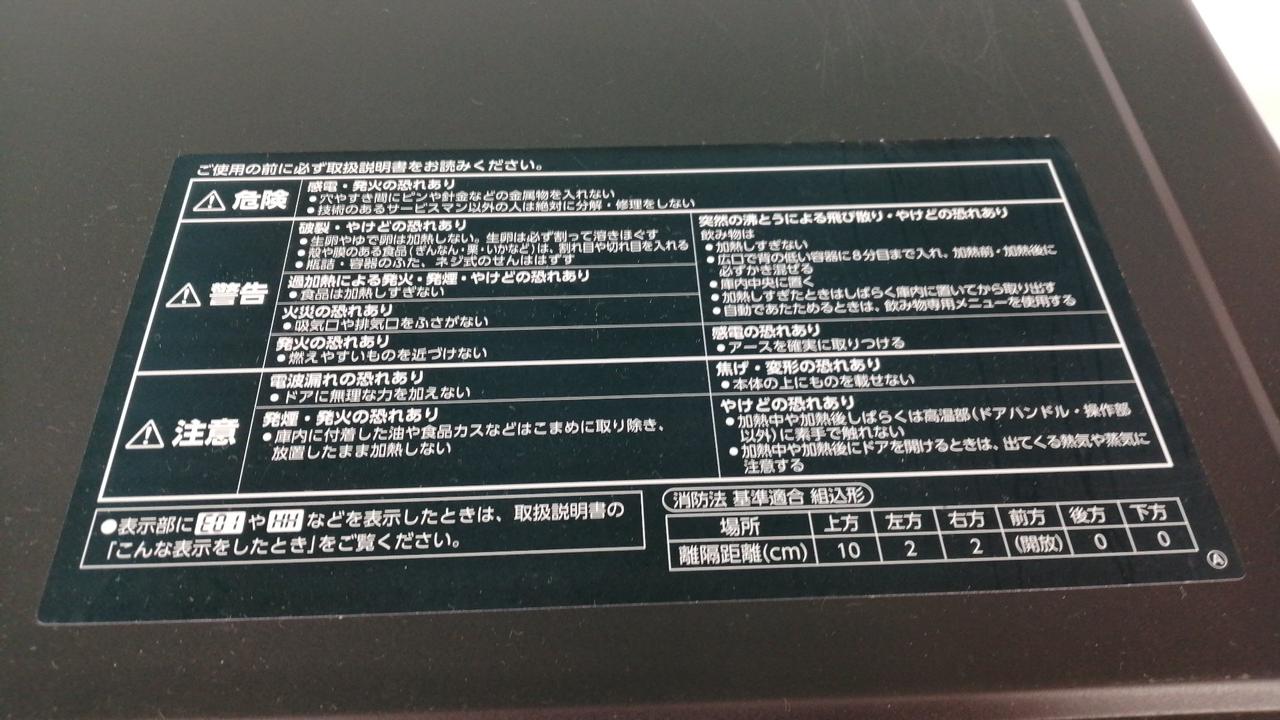 ご使用の前に必ず取扱説明書をお読みください。
危険
感電・発火の恐れあり
●穴やすき間にピンや針金などの金属物を入れない
●技術のあるサービスマン以外の人は絶対に分解・修理をしない
警告
破裂・やけどの恐れあり
●生卵やゆで卵は加熱しない。生卵は必ず割って溶きほぐす
●殻や膜のある食品(ぎんなん・栗・いかなど)は、割れ目や切れ目を入れる
●瓶詰・容器のふた、ネジ式のせんははずす
過加熱による発火・発煙・やけどの恐れあり
●食品は加熱しすぎない
火災の恐れあり
●吸気口や排気口をふさがない
発火の恐れあり
●燃えやすいものを近づけない
突然の沸とうによる飛び散り・やけどの恐れあり
飲み物は
●加熱しすぎない
●広口で背の低い容器に8分目まで入れ、加熱前・加熱後に
必ずかき混ぜる
●庫内中央に置く
●加熱しすぎたときはしばらく庫内に置いてから取り出す
●自動であたためるときは、飲み物専用メニューを使用する
感電の恐れあり
●アースを確実に取りつける
注意
電波漏れの恐れあり
●ドアに無理な力を加えない
発煙・発火の恐れあり
●庫内に付着した油や食品カスなどはこまめに取り除き、
放置したまま加熱しない
焦げ・変形の恐れあり
●本体の上にものを載せない
やけどの恐れあり
●加熱中や加熱後しばらくは高温部(ドアハンドル・操作部
以外)に素手で触れない
●加熱中や加熱後にドアを開けるときは、出てくる熱気や蒸気に
注意する
●表示部に E01 や HH などを表示したときは、取扱説明書の
「こんな表示をしたとき」をご覧ください。
消防法 基準適合 組込形
場所 上方 左方 右方 前方 後方 下方
離隔距離(cm) 10 2 2 (開放) 0 0
Ⓐ